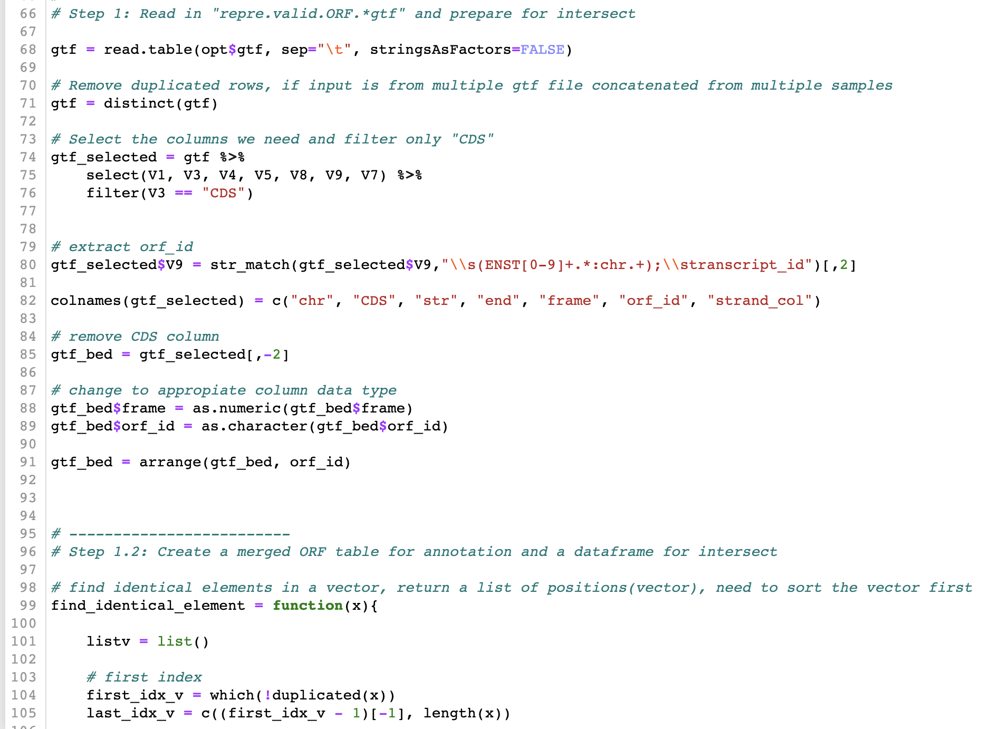 66 # Step 1: Read in "repre.valid.ORF.*gtf" and prepare for intersect
67
68 gtf = read.table(opt$gtf, sep="\t", stringsAsFactors=FALSE)
69
70 # Remove duplicated rows, if input is from multiple gtf file concatenated from multiple samples
71 gtf = distinct(gtf)
72
73 # Select the columns we need and filter only "CDS"
74 gtf_selected = gtf %>%
75     select(V1, V3, V4, V5, V8, V9, V7) %>%
76     filter(V3 == "CDS")
77
78
79 # extract orf_id
80 gtf_selected$V9 = str_match(gtf_selected$V9,"\\s(ENST[0-9]+.*:chr.+);\\stranscript_id")[,2]
81
82 colnames(gtf_selected) = c("chr", "CDS", "str", "end", "frame", "orf_id", "strand_col")
83
84 # remove CDS column
85 gtf_bed = gtf_selected[,-2]
86
87 # change to appropiate column data type
88 gtf_bed$frame = as.numeric(gtf_bed$frame)
89 gtf_bed$orf_id = as.character(gtf_bed$orf_id)
90
91 gtf_bed = arrange(gtf_bed, orf_id)
92
93
94
95 # -------------------------
96 # Step 1.2: Create a merged ORF table for annotation and a dataframe for intersect
97
98 # find identical elements in a vector, return a list of positions(vector), need to sort the vector first
99 find_identical_element = function(x){
100
101     listv = list()
102
103     # first index
104     first_idx_v = which(!duplicated(x))
105     last_idx_v = c((first_idx_v - 1)[-1], length(x))